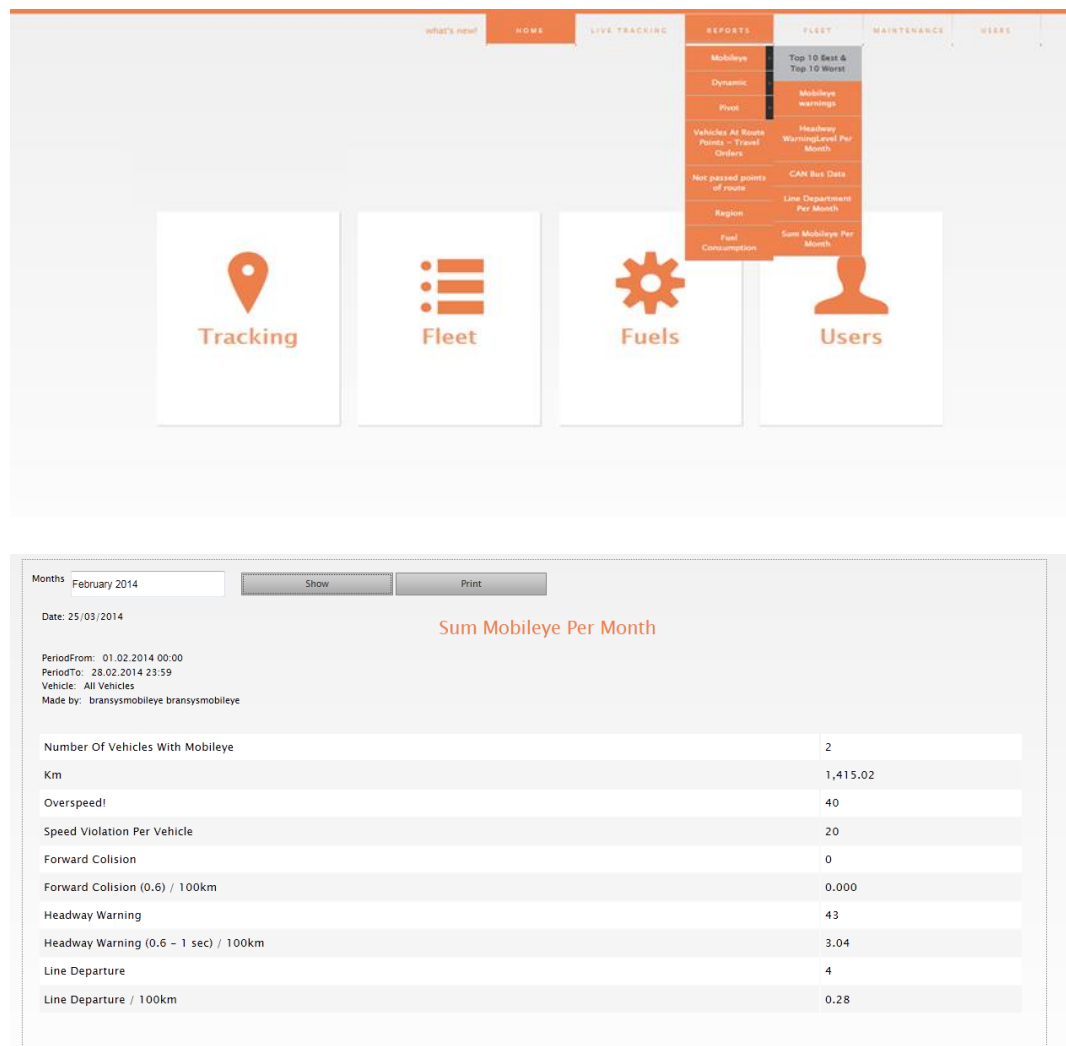 what's new!
HOME
LIVE TRACKING
REPORTS
FLEET
MAINTENANCE
USERS
Mobileye
Dynamic
Pivot
Vehicles At Route
Points - Travel
Orders
Not passed points
of route
Region
Fuel
Consumption
Top 10 Best &
Top 10 Worst
Mobileye
warnings
Headway
WarningLevel Per
Month
CAN Bus Data
Line Department
Per Month
Sum Mobileye Per
Month
Tracking
Fleet
Fuels
Users
Months February 2014 Show Print
Date: 25/03/2014
Sum Mobileye Per Month
PeriodFrom: 01.02.2014 00:00
PeriodTo: 28.02.2014 23:59
Vehicle: All Vehicles
Made by: bransysmobileye bransysmobileye
Number Of Vehicles With Mobileye 2
Km 1,415.02
Overspeed! 40
Speed Violation Per Vehicle 20
Forward Colision 0
Forward Colision (0.6) / 100km 0.000
Headway Warning 43
Headway Warning (0.6 - 1 sec) / 100km 3.04
Line Departure 4
Line Departure / 100km 0.28